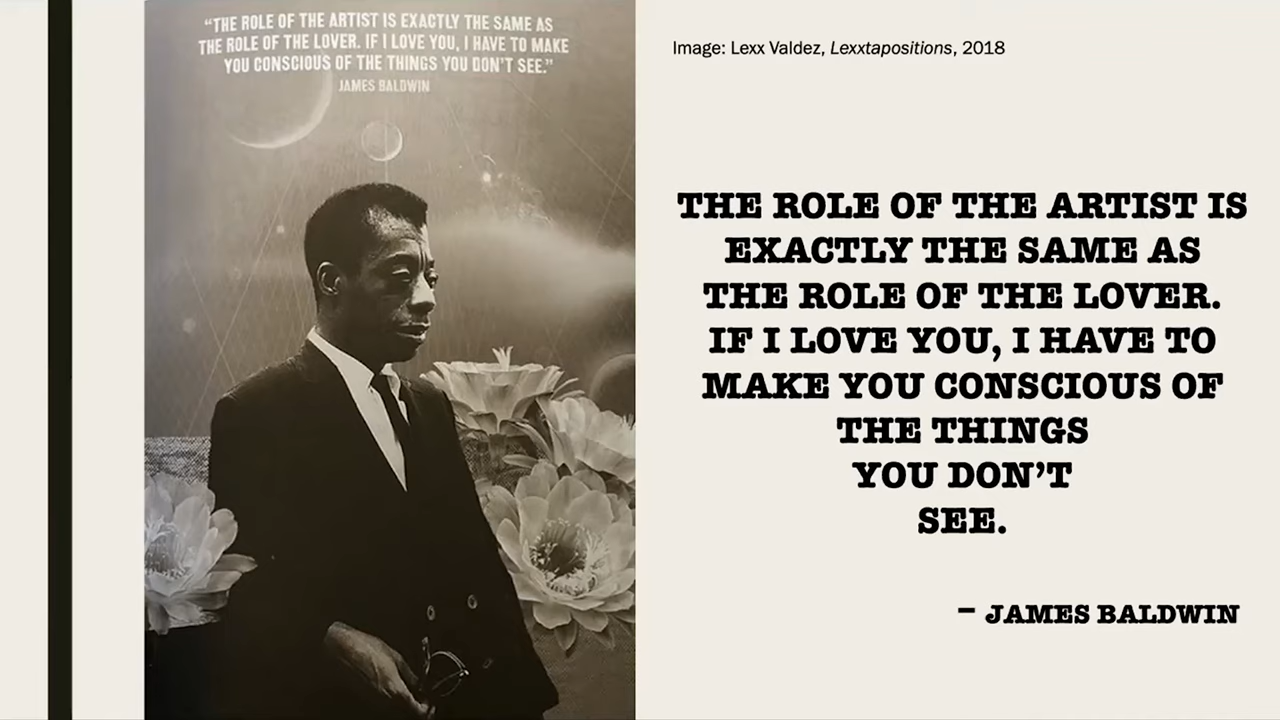 “THE ROLE OF THE ARTIST IS EXACTLY THE SAME AS
THE ROLE OF THE LOVER. IF I LOVE YOU, I HAVE TO MAKE
YOU CONSCIOUS OF THE THINGS YOU DON’T SEE.”
JAMES BALDWIN
Image: Lexx Valdez, Lexxtapositions, 2018
THE ROLE OF THE ARTIST IS
EXACTLY THE SAME AS
THE ROLE OF THE LOVER.
IF I LOVE YOU, I HAVE TO
MAKE YOU CONSCIOUS OF
THE THINGS
YOU DON’T
SEE.
– JAMES BALDWIN